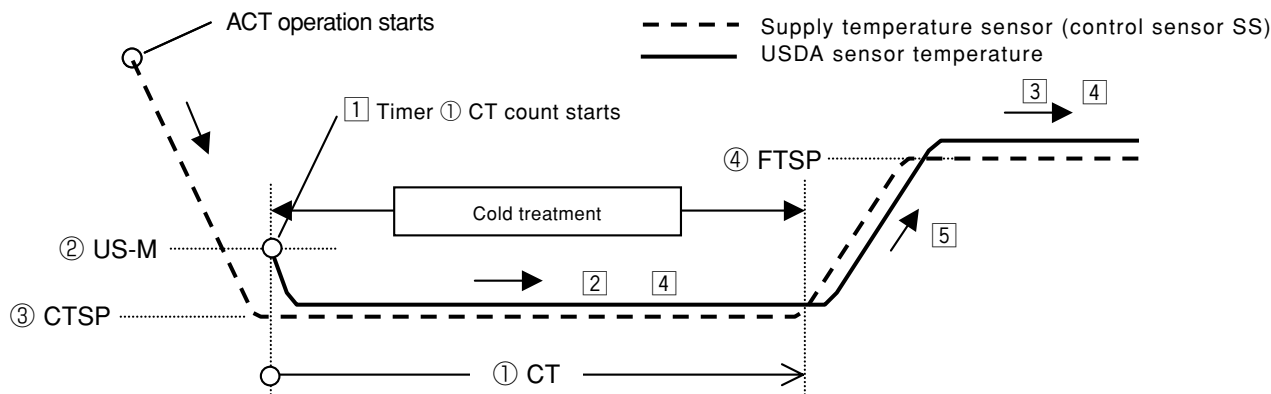 ACT operation starts
Supply temperature sensor (control sensor SS)
USDA sensor temperature
1 Timer ① CT count starts
3 4
④ FTSP
Cold treatment
5
② US-M
2 4
③ CTSP
① CT